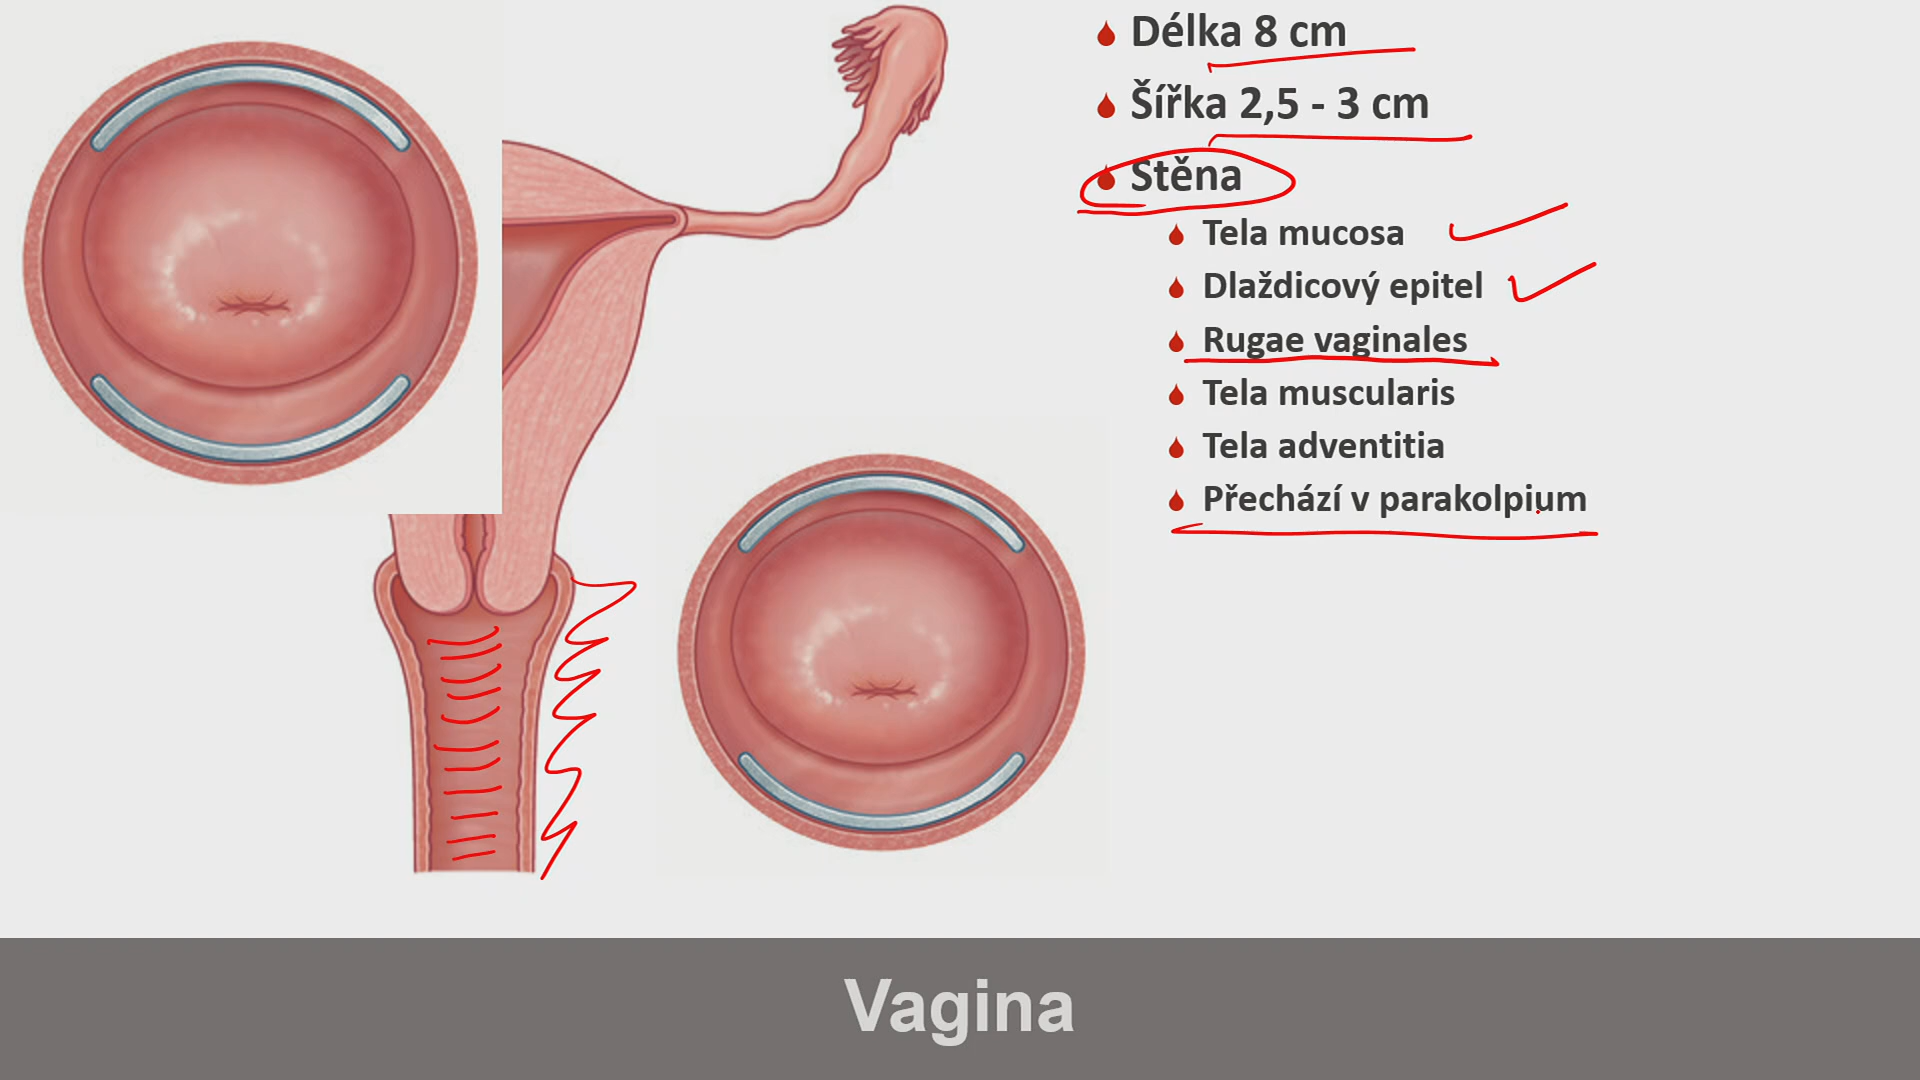 Délka 8 cm
Šířka 2,5 - 3 cm
Stěna
Tela mucosa
Dlaždicový epitel
Rugae vaginales
Tela muscularis
Tela adventitia
Přechází v parakolpium
Vagina